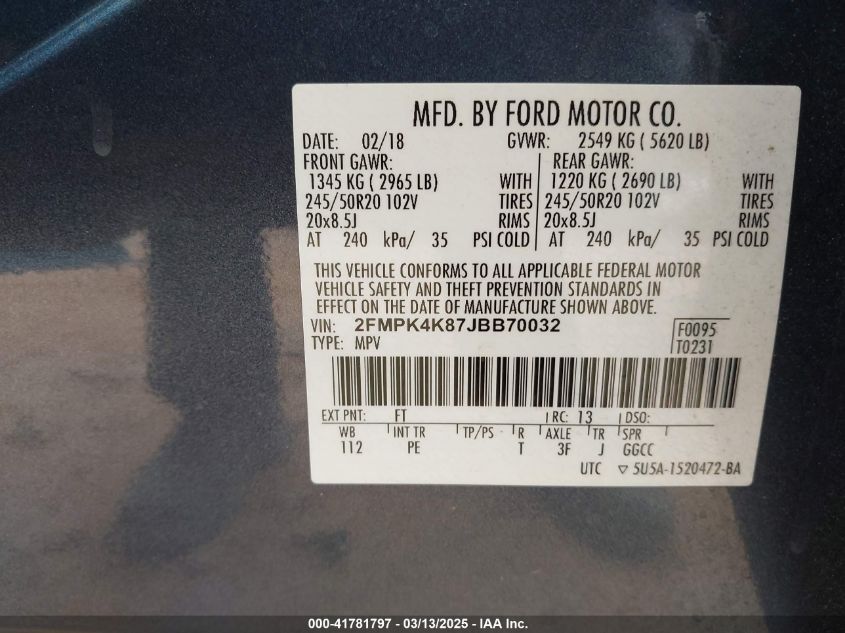 MFD. BY FORD MOTOR CO.
DATE: 02/18 GVWR: 2549 KG ( 5620 LB)
FRONT GAWR: REAR GAWR:
1345 KG ( 2965 LB) WITH 1220 KG ( 2690 LB) WITH
245/50R20 102V TIRES 245/50R20 102V TIRES
20x8.5J RIMS 20x8.5J RIMS
AT 240 kPa/ 35 PSI COLD AT 240 kPa/ 35 PSI COLD
THIS VEHICLE CONFORMS TO ALL APPLICABLE FEDERAL MOTOR
VEHICLE SAFETY AND THEFT PREVENTION STANDARDS IN
EFFECT ON THE DATE OF MANUFACTURE SHOWN ABOVE.
VIN: 2FMPK4K87JBB70032 F0095
TYPE: MPV T0231
EXT PNT: FT RC: 13 DSO:
WB INT TR TP/PS R AXLE TR SPR
112 PE T 3F J GGCC
UTC ▽ 5U5A-1520472-BA
000-41781797 - 03/13/2025 - IAA Inc.